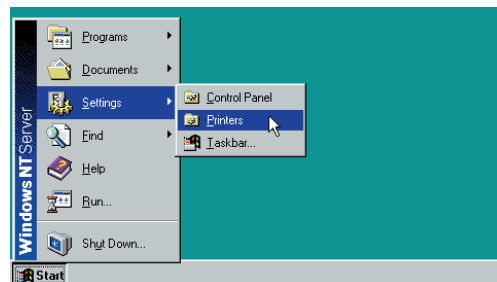 Programs
Documents
Settings
Find
Help
Run...
Shut Down...
Control Panel
Printers
Taskbar...
Windows NT Server
Start